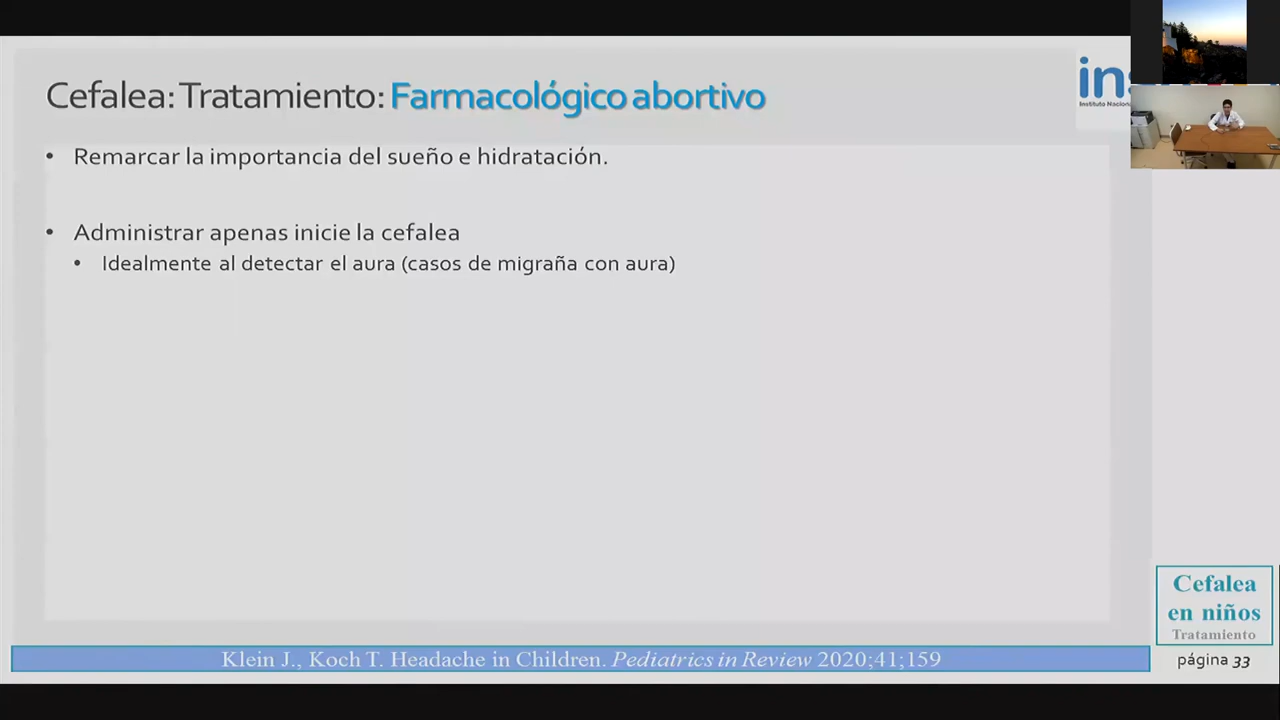 Cefalea: Tratamiento: Farmacológico abortivo
• Remarcar la importancia del sueño e hidratación.
• Administrar apenas inicie la cefalea
• Idealmente al detectar el aura (casos de migraña con aura)
Cefalea
en niños
Tratamiento
Klein J., Koch T. Headache in Children. Pediatrics in Review 2020;41;159
página 33